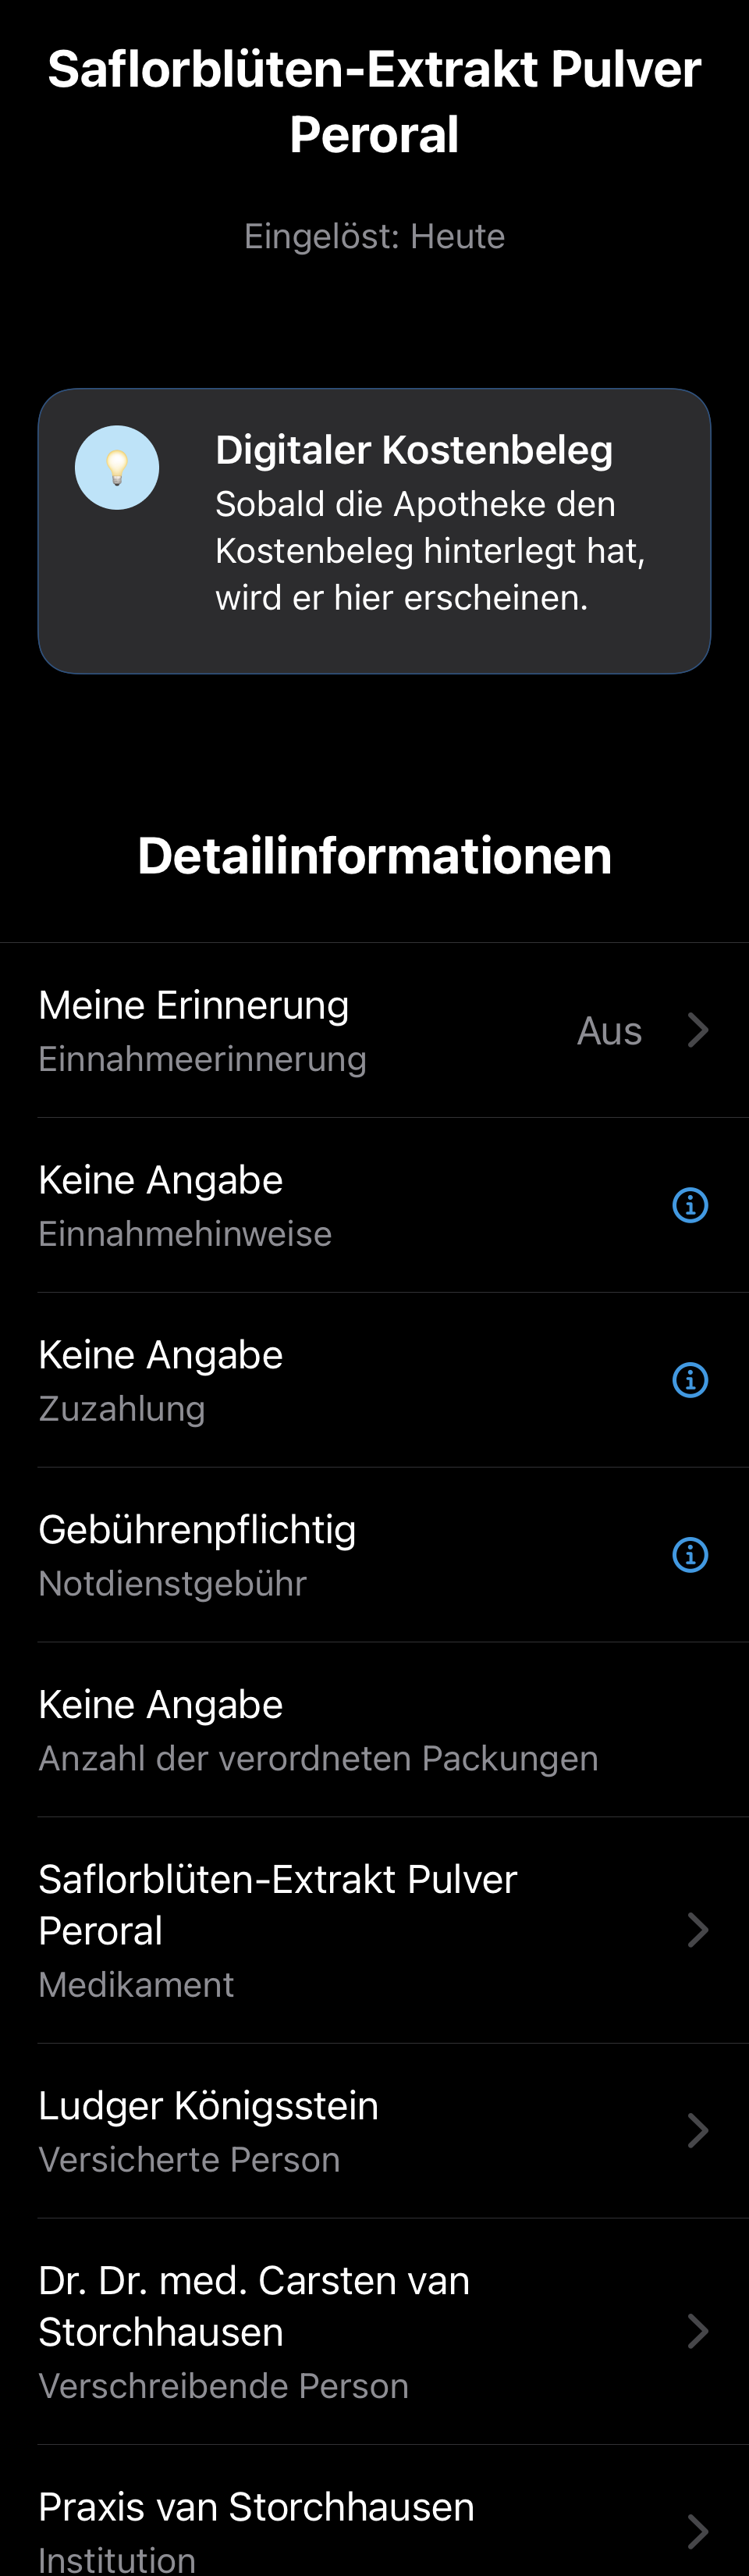 Saflorblüten-Extrakt Pulver
Peroral
Eingelöst: Heute
Digitaler Kostenbeleg
Sobald die Apotheke den
Kostenbeleg hinterlegt hat,
wird er hier erscheinen.
Detailinformationen
Meine Erinnerung
Einnahmeerinnerung
Aus
Keine Angabe
Einnahmehinweise
Keine Angabe
Zuzahlung
Gebührenpflichtig
Notdienstgebühr
Keine Angabe
Anzahl der verordneten Packungen
Saflorblüten-Extrakt Pulver
Peroral
Medikament
Ludger Königsstein
Versicherte Person
Dr. Dr. med. Carsten van
Storchhausen
Verschreibende Person
Praxis van Storchhausen
Institution